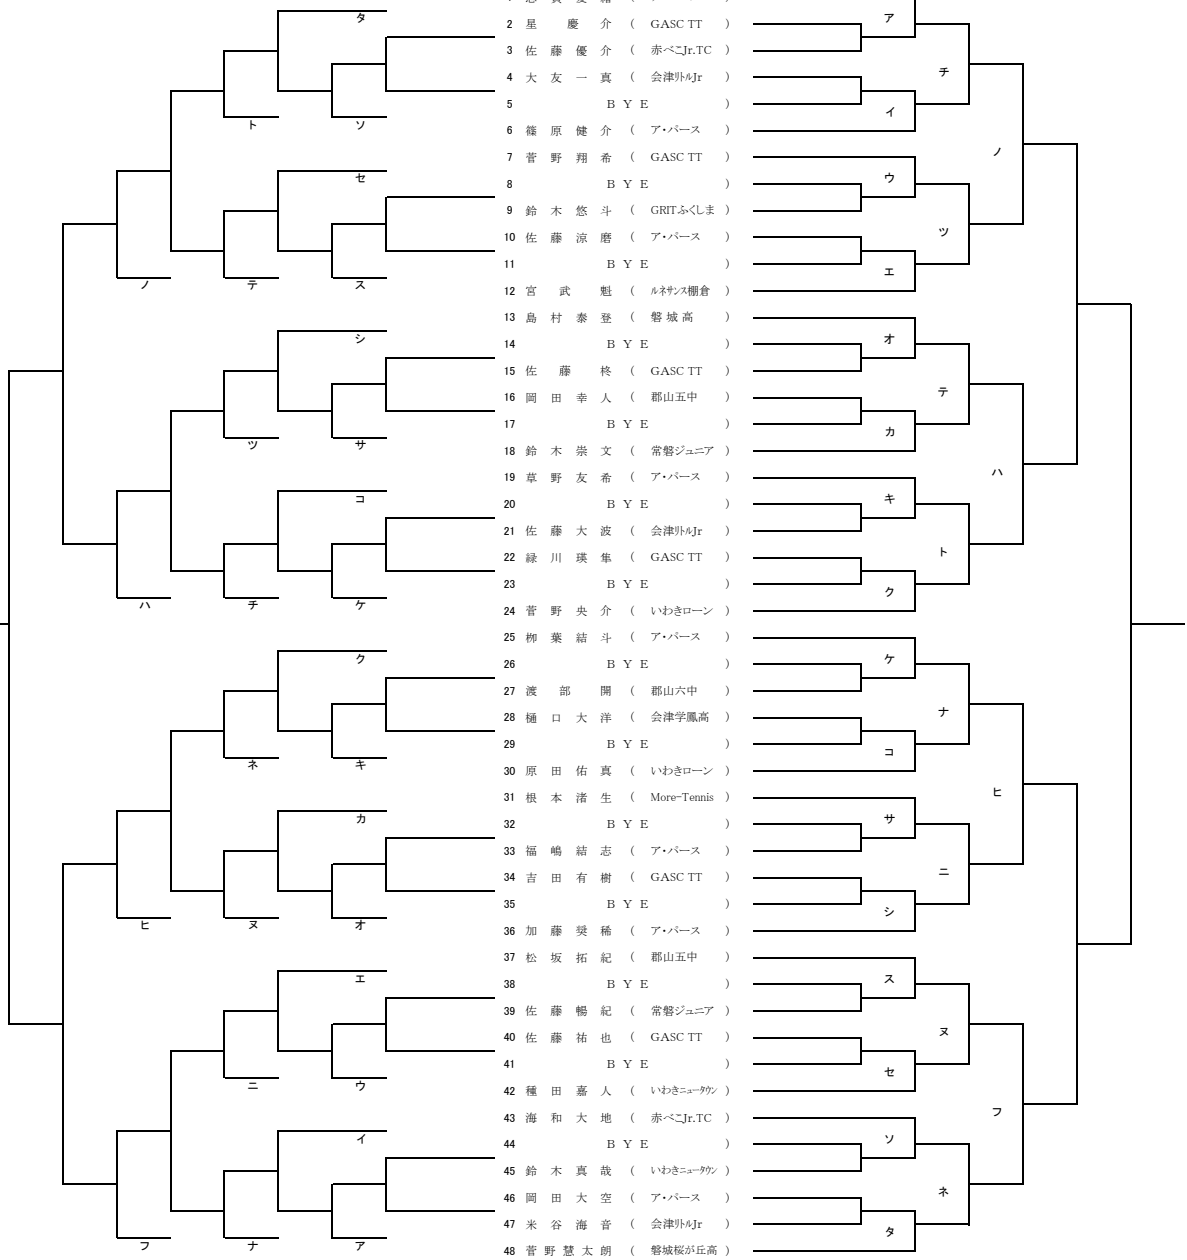 2 星 慶 介 ( GASC TT )
3 佐 藤 優 介 ( 赤べこJr.TC )
4 大 友 一 真 ( 会津ﾘﾄﾙJr )
5 B Y E )
6 篠 原 健 介 ( ア・パース )
7 菅 野 翔 希 ( GASC TT )
8 B Y E )
9 鈴 木 悠 斗 ( GRITふくしま )
10 佐 藤 涼 磨 ( ア・パース )
11 B Y E )
12 宮 武 魁 ( ﾙﾈｻﾝｽ棚倉 )
13 島 村 泰 登 ( 磐 城 高 )
14 B Y E )
15 佐 藤 柊 ( GASC TT )
16 岡 田 幸 人 ( 郡山五中 )
17 B Y E )
18 鈴 木 崇 文 ( 常磐ジュニア )
19 草 野 友 希 ( ア・パース )
20 B Y E )
21 佐 藤 大 波 ( 会津ﾘﾄﾙJr )
22 緑 川 瑛 隼 ( GASC TT )
23 B Y E )
24 菅 野 央 介 ( いわきローン )
25 栁 葉 結 斗 ( ア・パース )
26 B Y E )
27 渡 部 開 ( 郡山六中 )
28 樋 口 大 洋 ( 会津学鳳高 )
29 B Y E )
30 原 田 佑 真 ( いわきローン )
31 根 本 渚 生 ( More-Tennis )
32 B Y E )
33 福 嶋 結 志 ( ア・パース )
34 吉 田 有 樹 ( GASC TT )
35 B Y E )
36 加 藤 奨 稀 ( ア・パース )
37 松 坂 拓 紀 ( 郡山五中 )
38 B Y E )
39 佐 藤 暢 紀 ( 常磐ジュニア )
40 佐 藤 祐 也 ( GASC TT )
41 B Y E )
42 種 田 嘉 人 ( いわきﾆｭｰﾀｳﾝ )
43 海 和 大 地 ( 赤べこJr.TC )
44 B Y E )
45 鈴 木 真 哉 ( いわきﾆｭｰﾀｳﾝ )
46 岡 田 大 空 ( ア・パース )
47 米 谷 海 音 ( 会津ﾘﾄﾙJr )
48 菅 野 慧 太 朗 ( 磐城桜が丘高 )
タ
ト
ソ
セ
ノ
テ
ス
シ
ツ
サ
コ
ハ
チ
ケ
ク
ネ
キ
カ
ヒ
ヌ
オ
エ
ニ
ウ
イ
フ
ナ
ア
ア
チ
イ
ノ
ウ
ツ
エ
オ
テ
カ
ハ
キ
ト
ク
ケ
ナ
コ
ヒ
サ
ニ
シ
ス
ヌ
セ
フ
ソ
ネ
タ